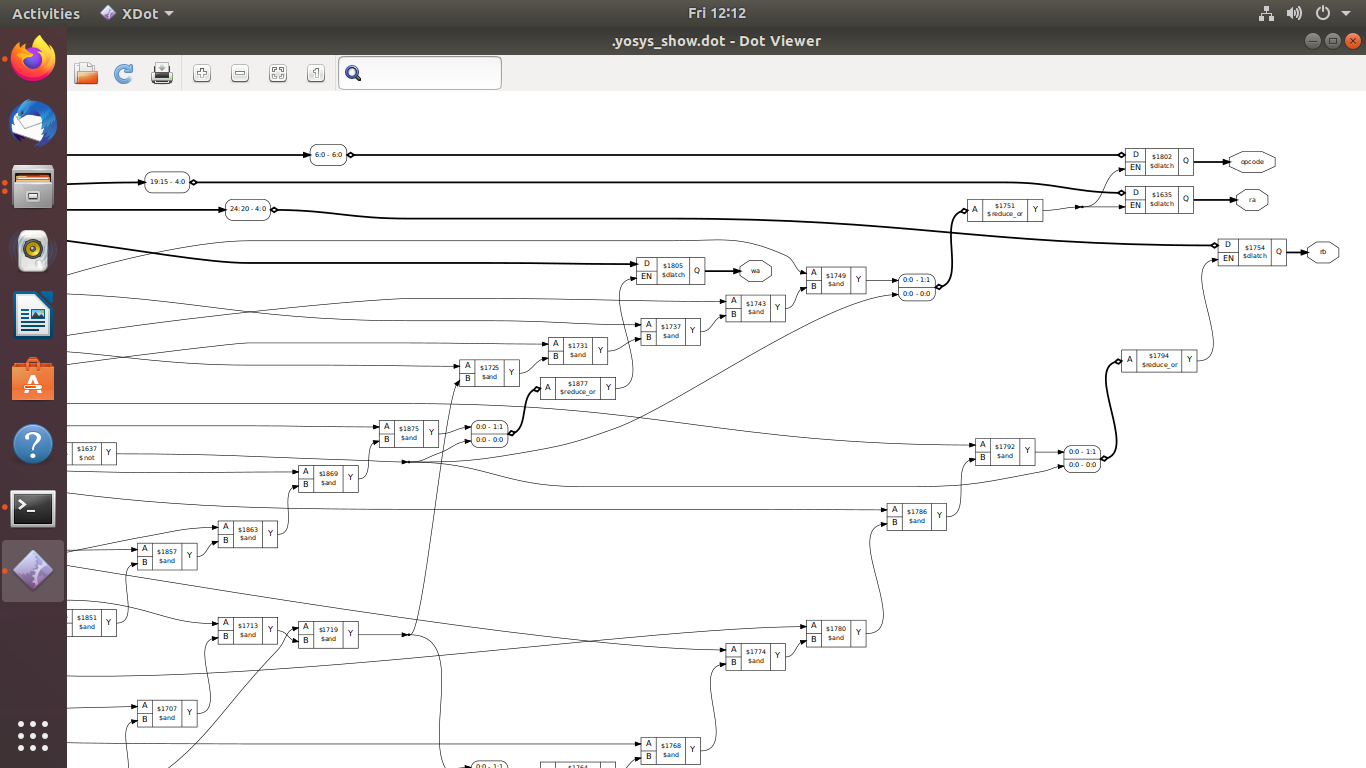 Activities XDot Fri 12:12
.yosys_show.dot - Dot Viewer
6:0 - 6:0
D $1802 Q
EN $dlatch
opcode
19:15 - 4:0
D $1635 Q
EN $dlatch
ra
24:20 - 4:0
A $1751 Y
$reduce_or
D $1754 Q
EN $dlatch
rb
D $1805 Q
EN $dlatch
wa
A $1749 Y
B $and
0:0 - 1:1
0:0 - 0:0
A $1743 Y
B $and
A $1737 Y
B $and
A $1731 Y
B $and
A $1794 Y
$reduce_or
A $1725 Y
B $and
A $1877 Y
$reduce_or
A $1875 Y
B $and
0:0 - 1:1
0:0 - 0:0
$1637 Y
$not
A $1792 Y
B $and
0:0 - 1:1
0:0 - 0:0
A $1869 Y
B $and
A $1786 Y
B $and
A $1863 Y
B $and
A $1857 Y
B $and
$1851 Y
$and
A $1713 Y
B $and
A $1719 Y
B $and
A $1780 Y
B $and
A $1774 Y
B $and
A $1707 Y
B $and
A $1768 Y
B $and
0:0 - 1:1
$1764